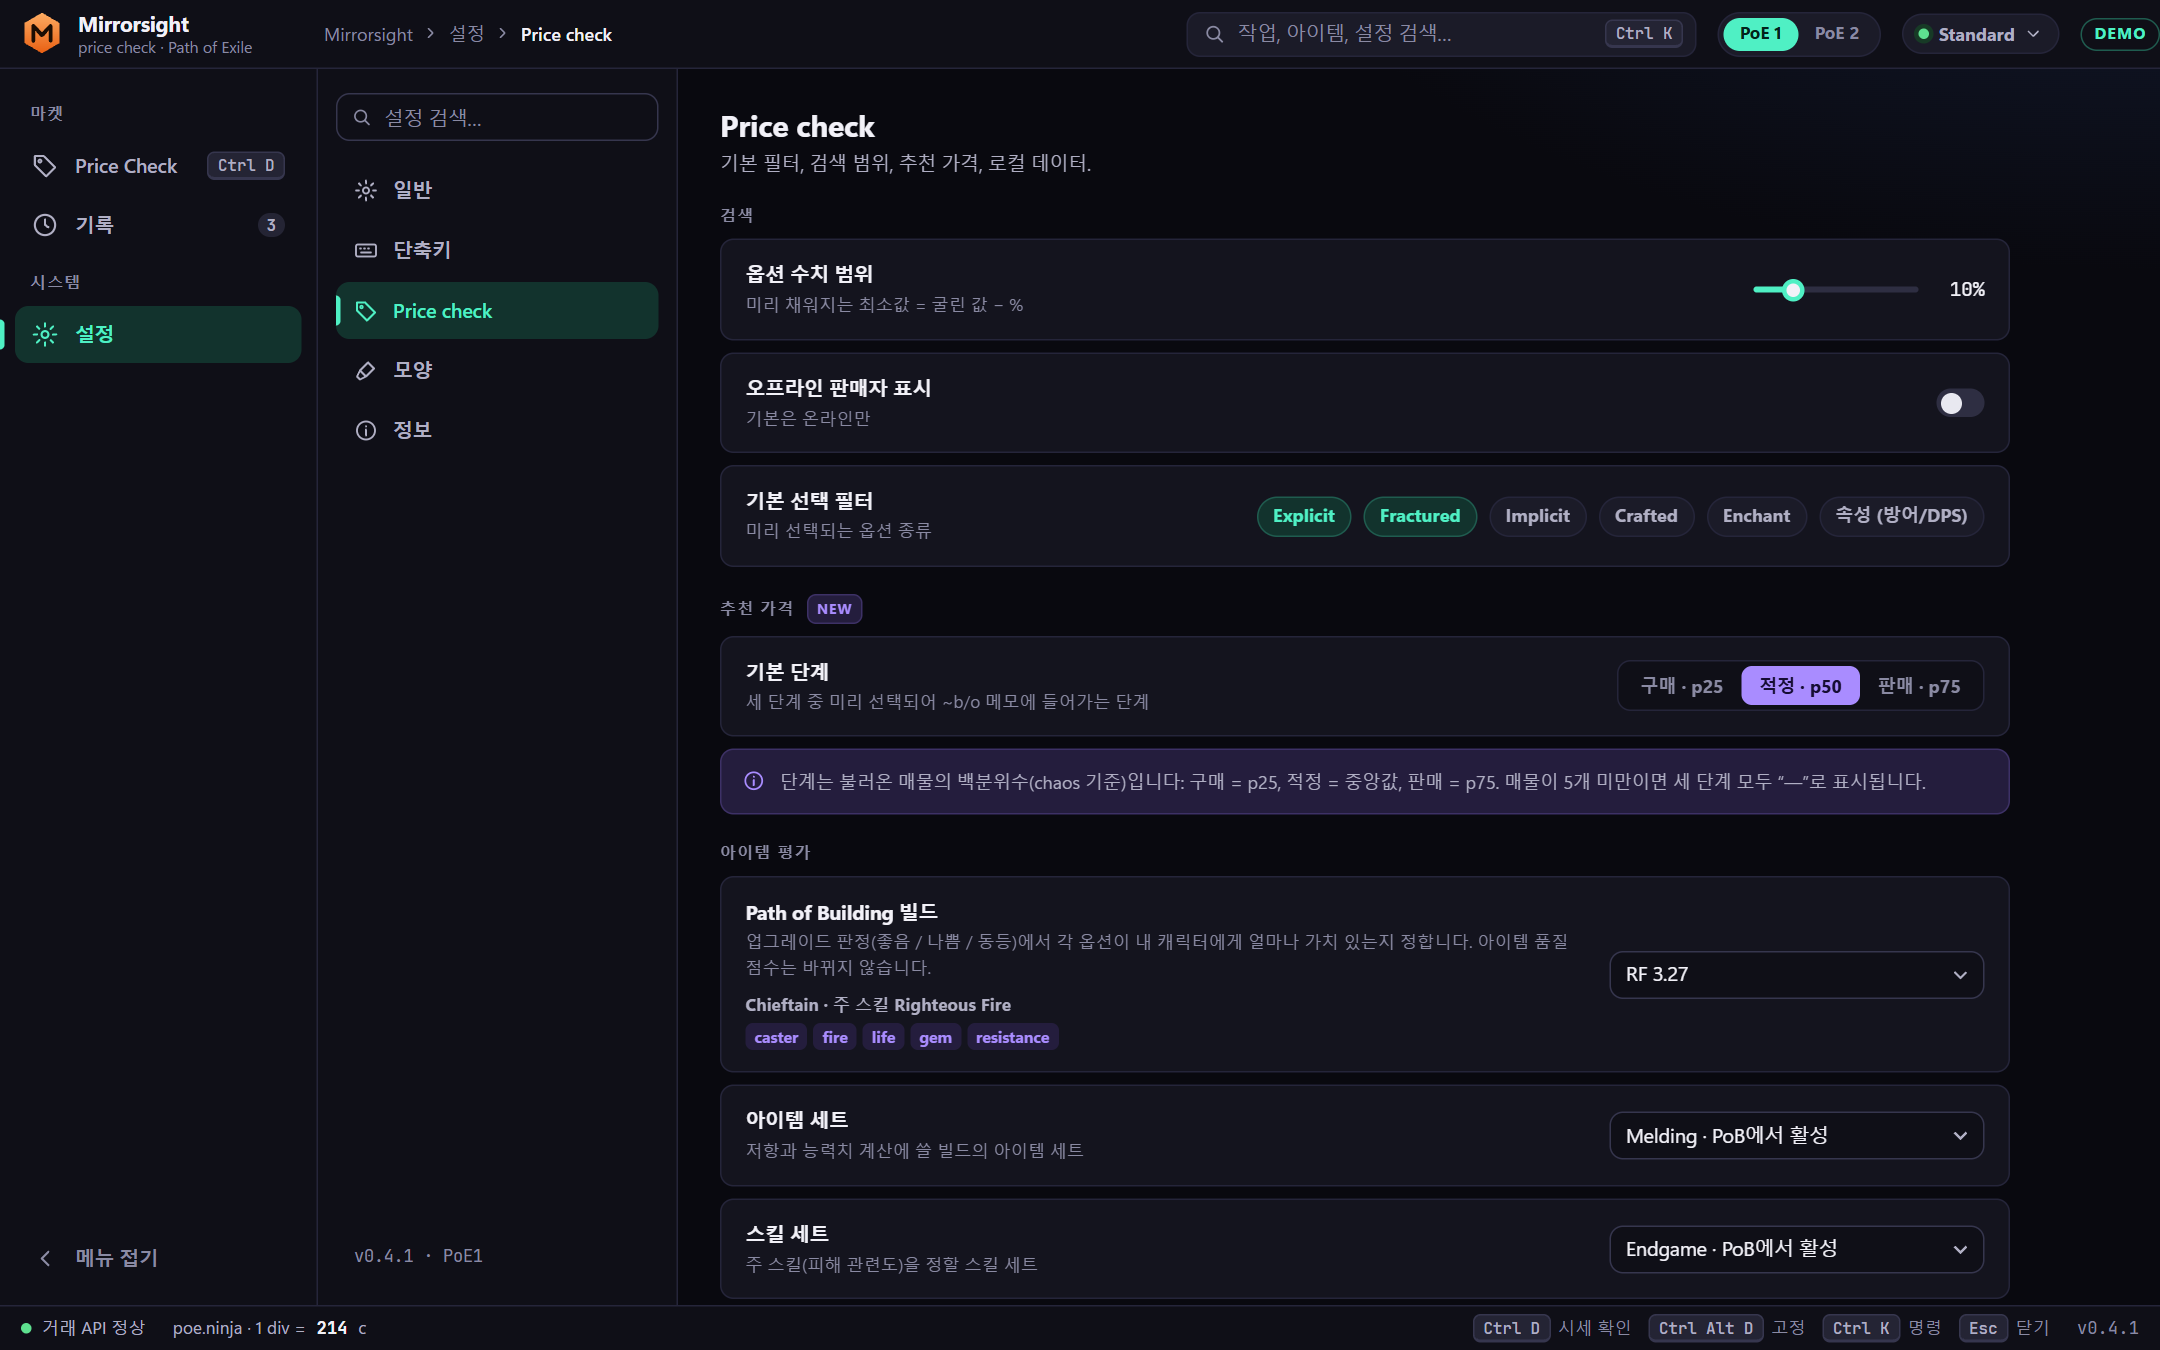 Mirrorsight
price check · Path of Exile
Mirrorsight > 설정 > Price check
작업, 아이템, 설정 검색...
Ctrl K
PoE 1
PoE 2
Standard
DEMO
마켓
Price Check
Ctrl D
기록
3
시스템
설정
메뉴 접기
설정 검색...
일반
단축키
Price check
모양
정보
v0.4.1 · PoE1
Price check
기본 필터, 검색 범위, 추천 가격, 로컬 데이터.
검색
옵션 수치 범위
미리 채워지는 최소값 = 굴린 값 − %
10%
오프라인 판매자 표시
기본은 온라인만
기본 선택 필터
미리 선택되는 옵션 종류
Explicit
Fractured
Implicit
Crafted
Enchant
속성 (방어/DPS)
추천 가격
NEW
기본 단계
세 단계 중 미리 선택되어 ~b/o 메모에 들어가는 단계
구매 · p25
적정 · p50
판매 · p75
단계는 불러온 매물의 백분위수(chaos 기준)입니다: 구매 = p25, 적정 = 중앙값, 판매 = p75. 매물이 5개 미만이면 세 단계 모두 “—”로 표시됩니다.
아이템 평가
Path of Building 빌드
업그레이드 판정(좋음 / 나쁨 / 동등)에서 각 옵션이 내 캐릭터에게 얼마나 가치 있는지 정합니다. 아이템 품질
점수는 바뀌지 않습니다.
Chieftain · 주 스킬 Righteous Fire
caster
fire
life
gem
resistance
RF 3.27
아이템 세트
저항과 능력치 계산에 쓸 빌드의 아이템 세트
Melding · PoB에서 활성
스킬 세트
주 스킬(피해 관련도)을 정할 스킬 세트
Endgame · PoB에서 활성
거래 API 정상
poe.ninja · 1 div = 214 c
Ctrl D 시세 확인
Ctrl Alt D 고정
Ctrl K 명령
Esc 닫기
v0.4.1